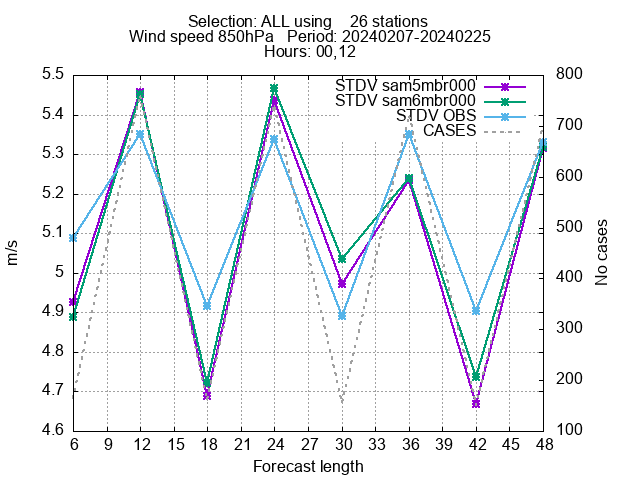 Selection: ALL using    26 stations
Wind speed 850hPa   Period: 20240207-20240225
Hours: 00,12
STDV sam5mbr000
STDV sam6mbr000
STDV OBS
CASES
5.5
5.4
5.3
5.2
5.1
5
4.9
4.8
4.7
4.6
m/s
800
700
600
500
400
300
200
100
No cases
6 9 12 15 18 21 24 27 30 33 36 39 42 45 48
Forecast length